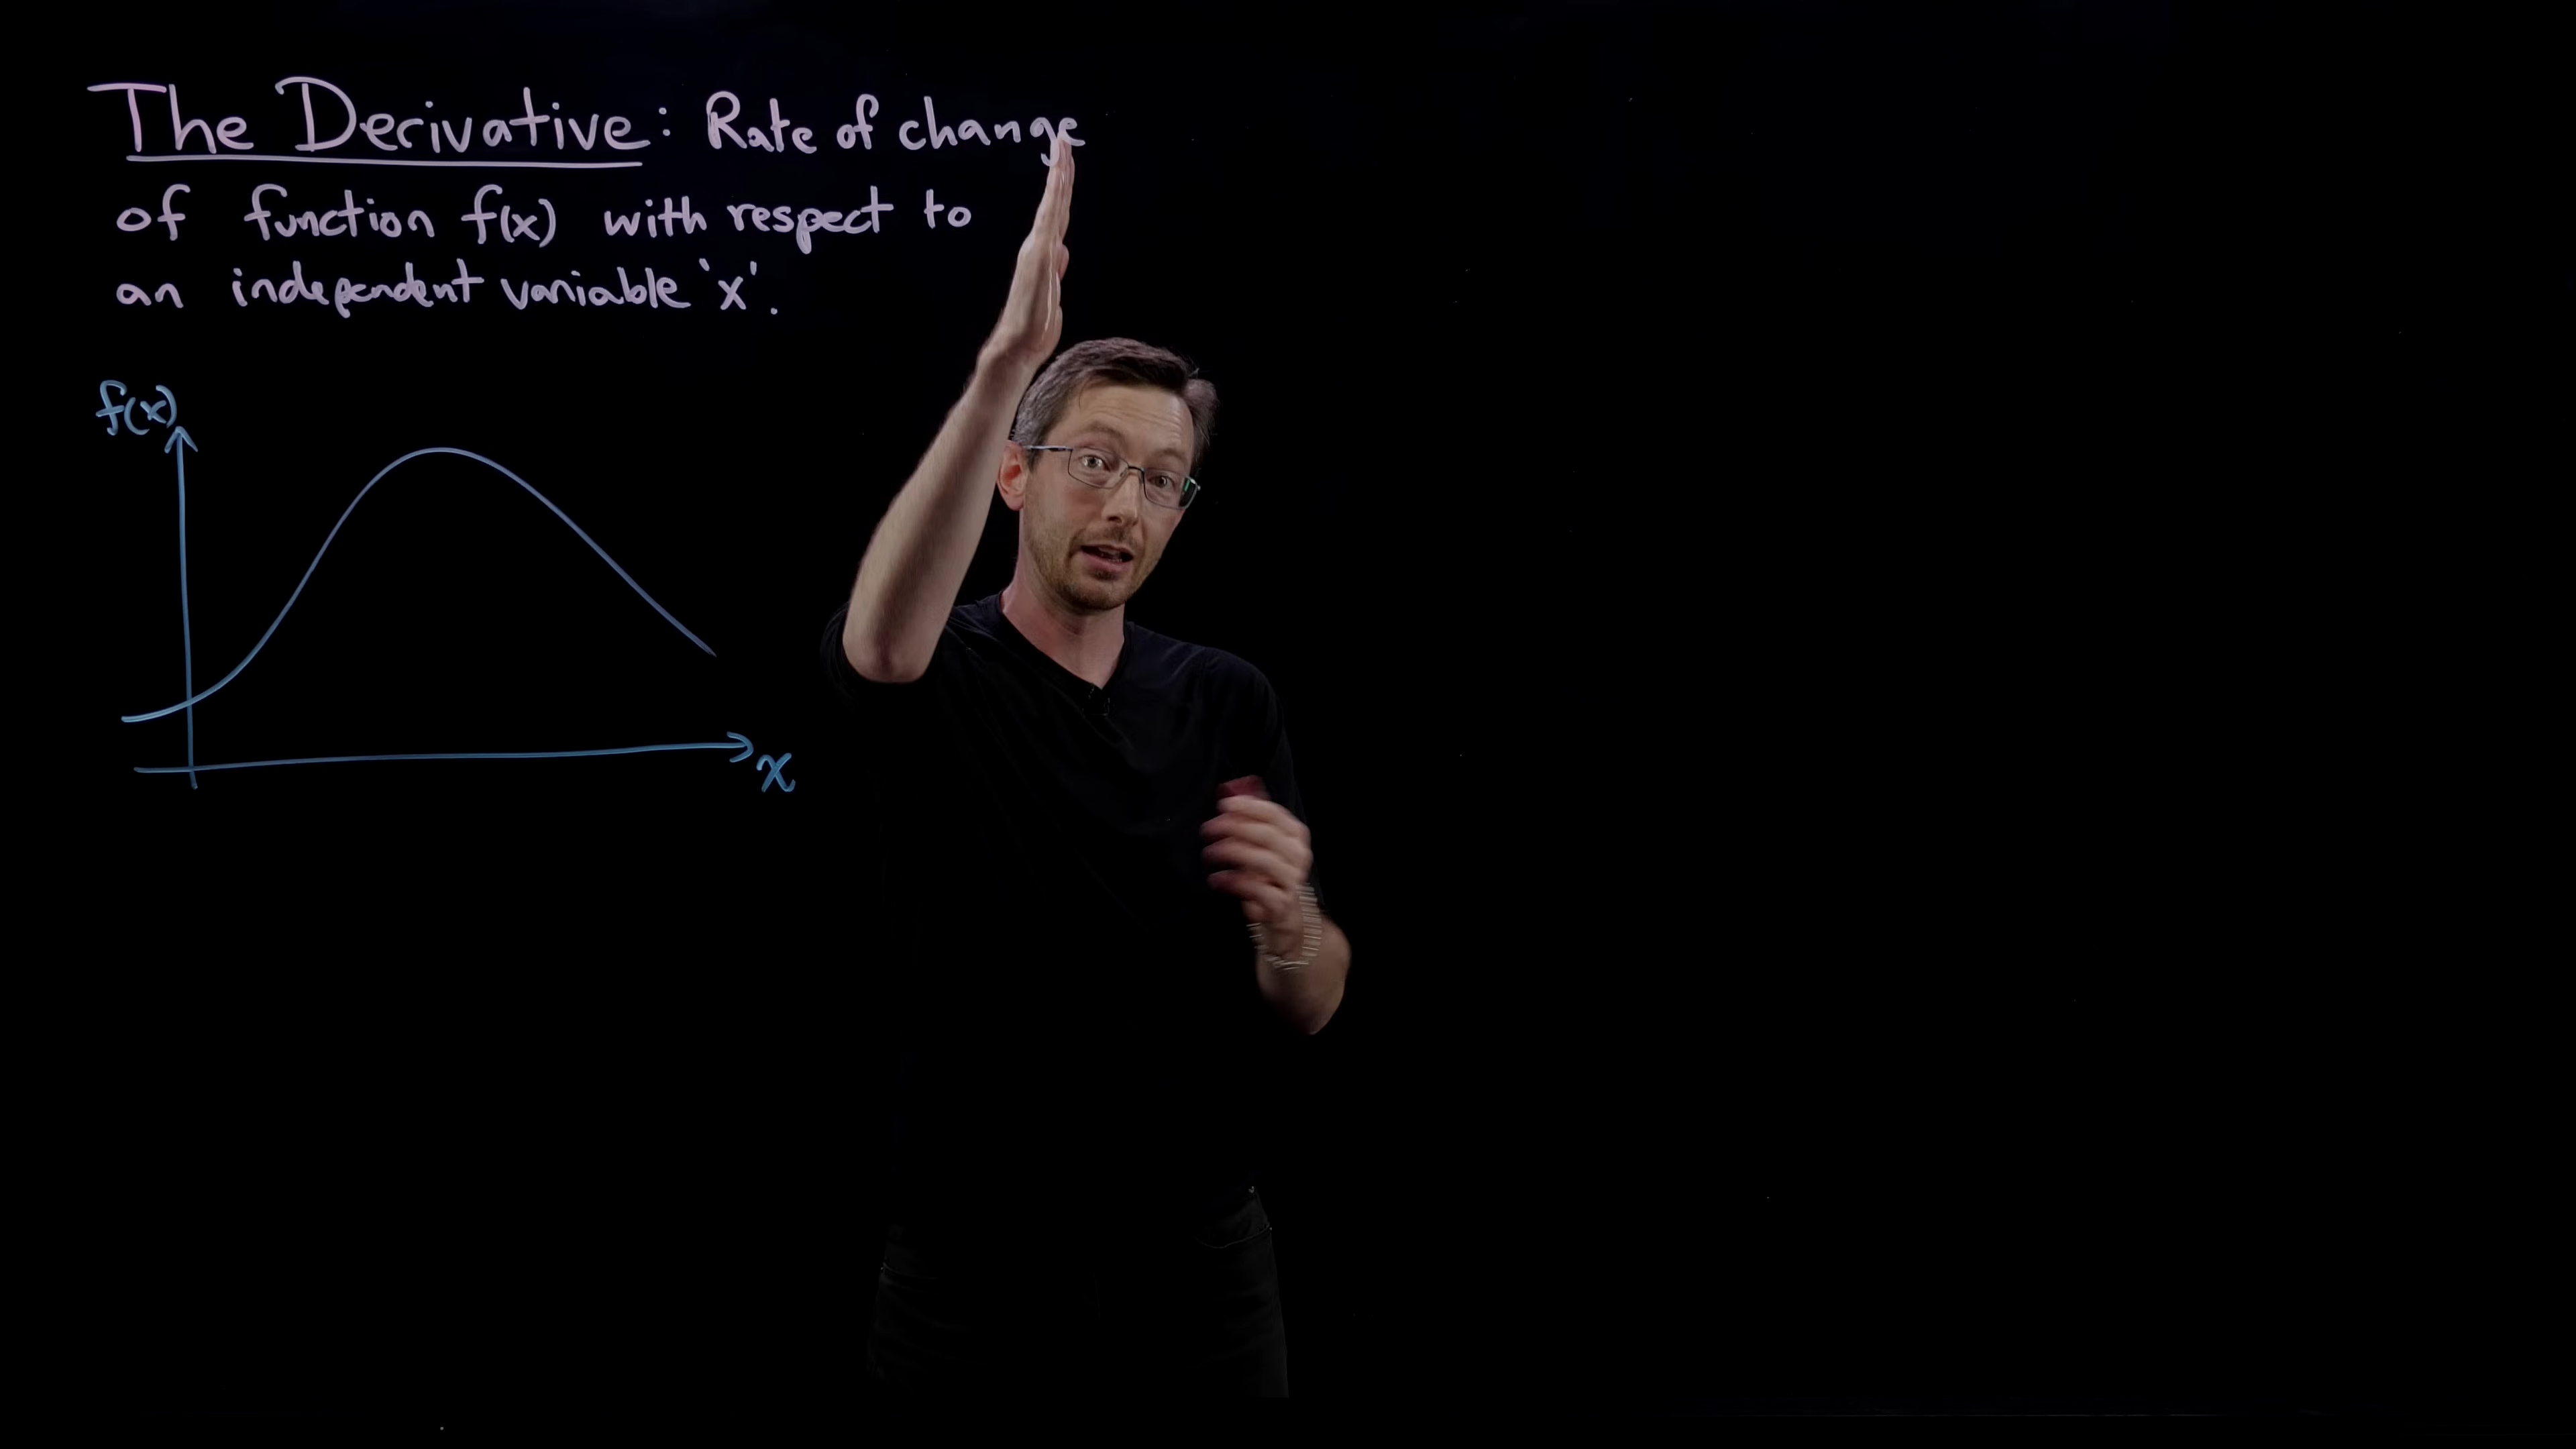 The Derivative: Rate of change
of function f(x) with respect to
an independent variable 'x'.
f(x)
x